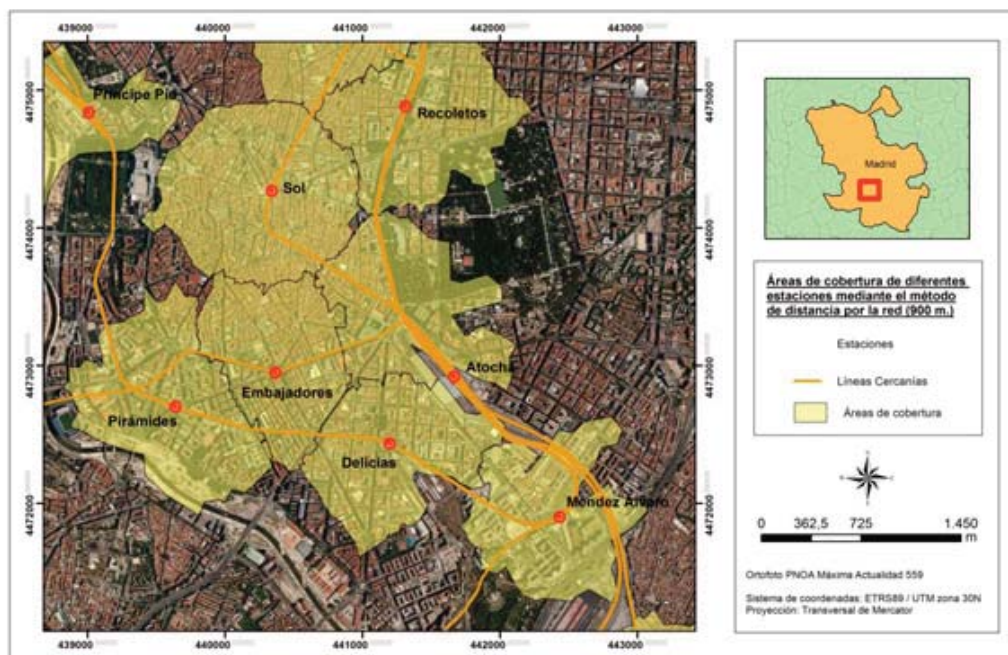 439000
440000
441000
442000
443000
4475000
4474000
4473000
4472000
Príncipe Pío
Recoletos
Sol
Embajadores
Atocha
Pirámides
Delicias
Méndez Álvaro
4475000
4474000
4473000
4472000
439000
440000
441000
442000
443000
Madrid
Áreas de cobertura de diferentes
estaciones mediante el método
de distancia por la red (900 m.)
Estaciones
Líneas Cercanías
Áreas de cobertura
0 362,5 725 1.450
m
Ortofoto PNOA Máxima Actualidad 559
Sistema de coordenadas: ETRS89 / UTM zona 30N
Proyección: Transversal de Mercator